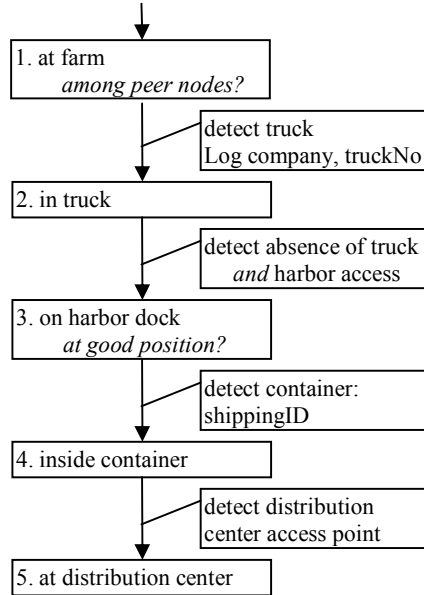 1. at farm
among peer nodes?
detect truck
Log company, truckNo
2. in truck
detect absence of truck
and harbor access
3. on harbor dock
at good position?
detect container:
shippingID
4. inside container
detect distribution
center access point
5. at distribution center